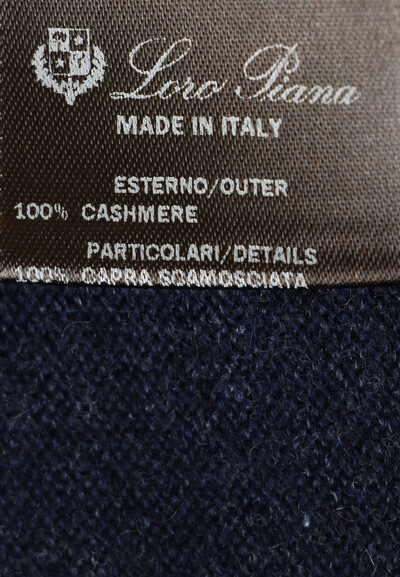 Loro Piana
MADE IN ITALY
ESTERNO/OUTER
100% CASHMERE
PARTICOLARI/DETAILS
100% CAPRA SCAMOSCIATA